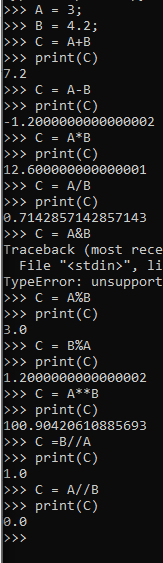 >>> A = 3;
>>> B = 4.2;
>>> C = A+B
>>> print(C)
7.2
>>> C = A-B
>>> print(C)
-1.2000000000000002
>>> C = A*B
>>> print(C)
12.600000000000001
>>> C = A/B
>>> print(C)
0.7142857142857143
>>> C = A&B
Traceback (most rece
  File "<stdin>", li
TypeError: unsupport
>>> C = A%B
>>> print(C)
3.0
>>> C = B%A
>>> print(C)
1.2000000000000002
>>> C = A**B
>>> print(C)
100.90420610885693
>>> C =B//A
>>> print(C)
1.0
>>> C = A//B
>>> print(C)
0.0
>>>